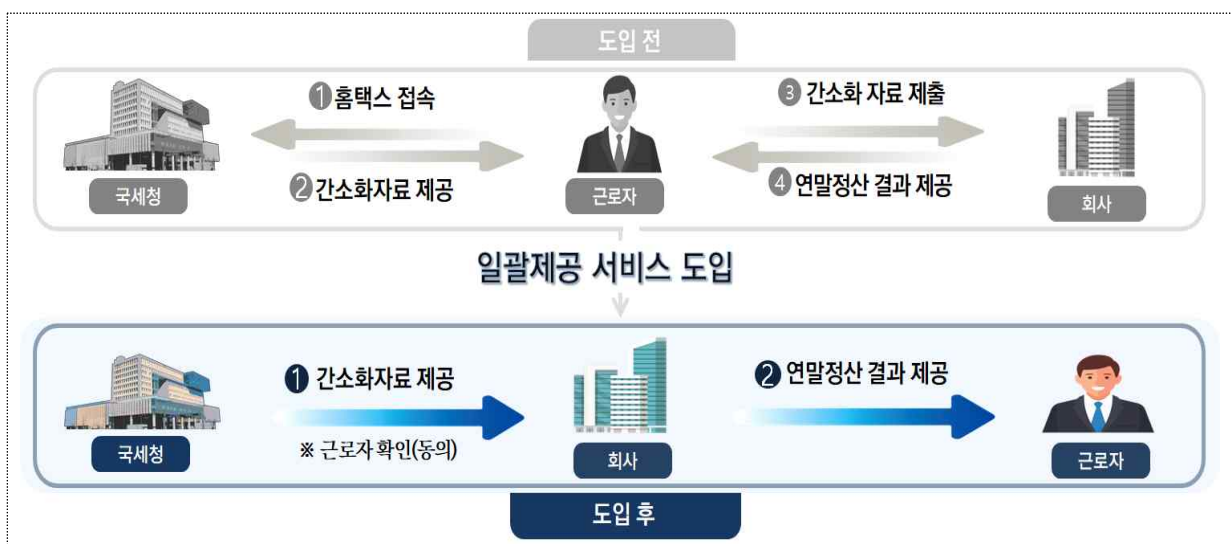 도입 전
❶ 홈택스 접속
❷ 간소화자료 제공
❸ 간소화 자료 제출
❹ 연말정산 결과 제공
국세청
근로자
회사
일괄제공 서비스 도입
❶ 간소화자료 제공
※ 근로자 확인(동의)
❷ 연말정산 결과 제공
국세청
회사
근로자
도입 후